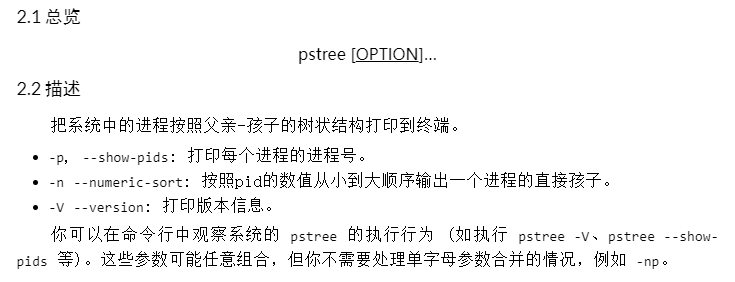 2.1 总览
pstree [OPTION]…
2.2 描述
把系统中的进程按照父亲-孩子的树状结构打印到终端。
• -p, --show-pids: 打印每个进程的进程号。
• -n --numeric-sort: 按照pid的数值从小到大顺序输出一个进程的直接孩子。
• -V --version: 打印版本信息。
你可以在命令行中观察系统的 pstree 的执行行为 (如执行 pstree -V、pstree --show-
pids 等)。这些参数可能任意组合，但你不需要处理单字母参数合并的情况，例如 -np。